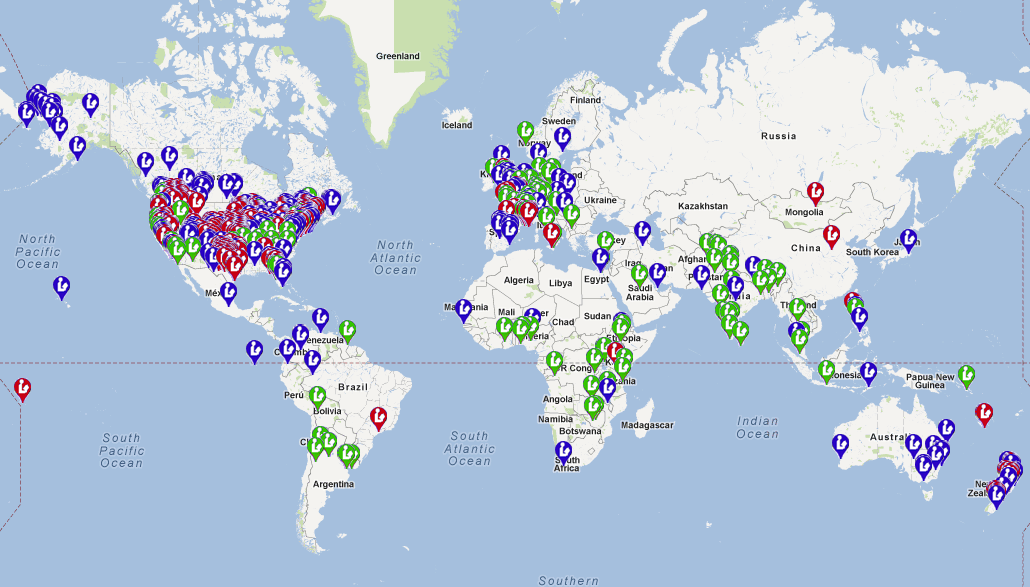 Greenland
Iceland
Finland
Sweden
Norway
Russia
Ukraine
Kazakhstan
Mongolia
China
South Korea
North
Pacific
Ocean
North
Atlantic
Ocean
Algeria
Libya
Egypt
Saudi
Arabia
Mali
Chad
Sudan
Ethiopia
Brazil
Perú
Bolivia
Angola
Namibia
Botswana
Madagascar
Papua New
Guinea
South
Pacific
Ocean
South
Atlantic
Ocean
Indian
Ocean
South
Africa
Argentina
Southern